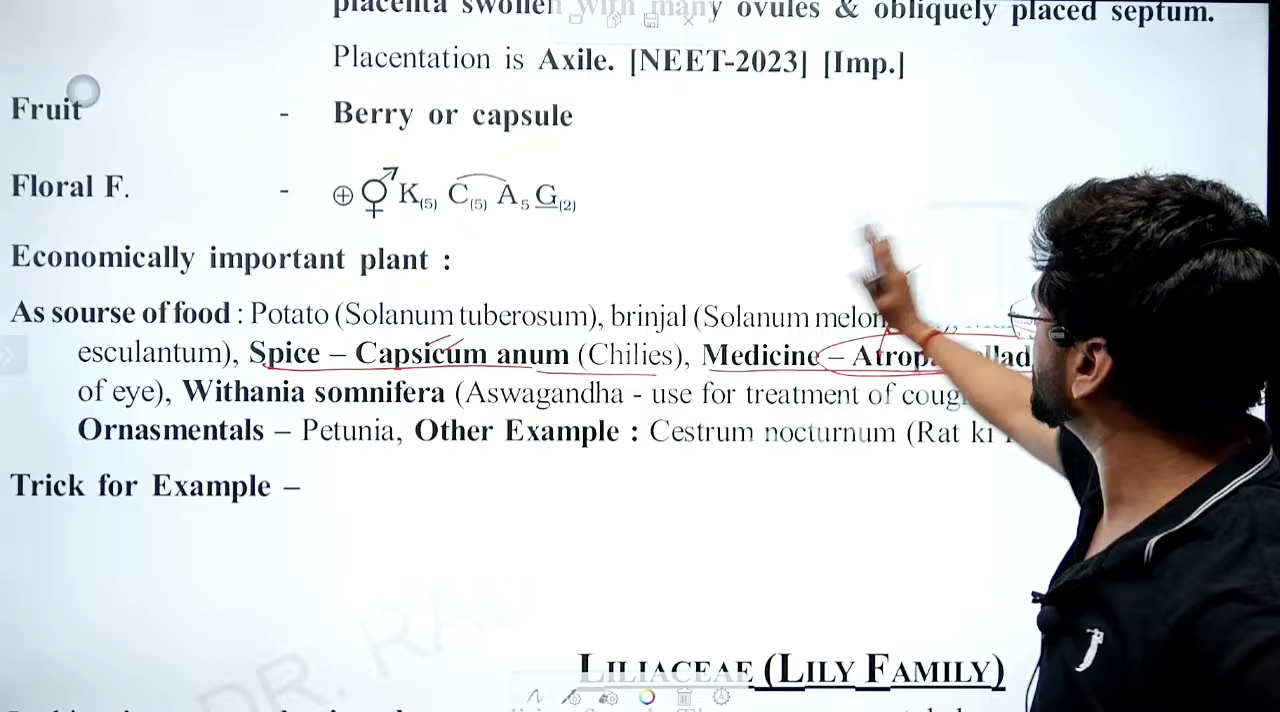 placenta swollen with many ovules & obliquely placed septum.
Placentation is Axile. [NEET-2023] [Imp.]
Fruit - Berry or capsule
Floral F. - ⊕ ⚥ K(5) C(5) A5 G(2)
Economically important plant :
As sourse of food : Potato (Solanum tuberosum), brinjal (Solanum melon
esculantum), Spice – Capsicum anum (Chilies), Medicine – Atrop
of eye), Withania somnifera (Aswagandha - use for treatment of coug
Ornasmentals – Petunia, Other Example : Cestrum nocturnum (Rat ki
Trick for Example –
DR. RAU
LILIACEAE (LILY FAMILY)